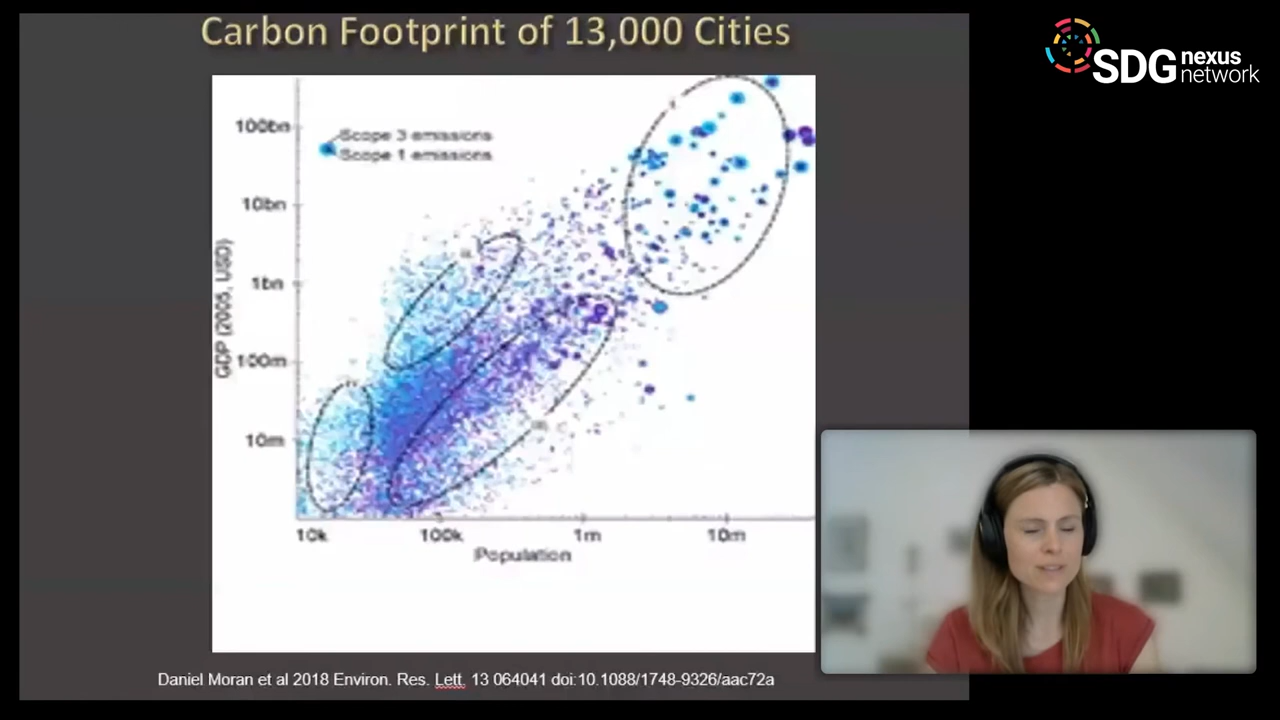 Carbon Footprint of 13,000 Cities
SDG nexus network
100bn
Scope 3 emissions
Scope 1 emissions
10bn
1bn
GDP (2005, USD)
100m
10m
10k 100k 1m 10m
Population
Daniel Moran et al 2018 Environ. Res. Lett. 13 064041 doi:10.1088/1748-9326/aac72a